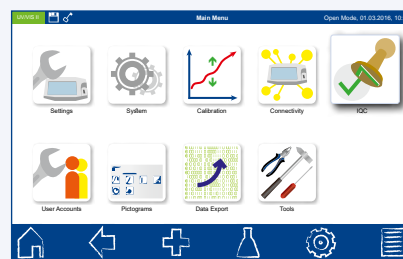 UV/VIS II
Main Menu
Open Mode, 01.03.2016, 10:
Settings
System
Calibration
Connectivity
IQC
User Accounts
Pictograms
Data Export
Tools